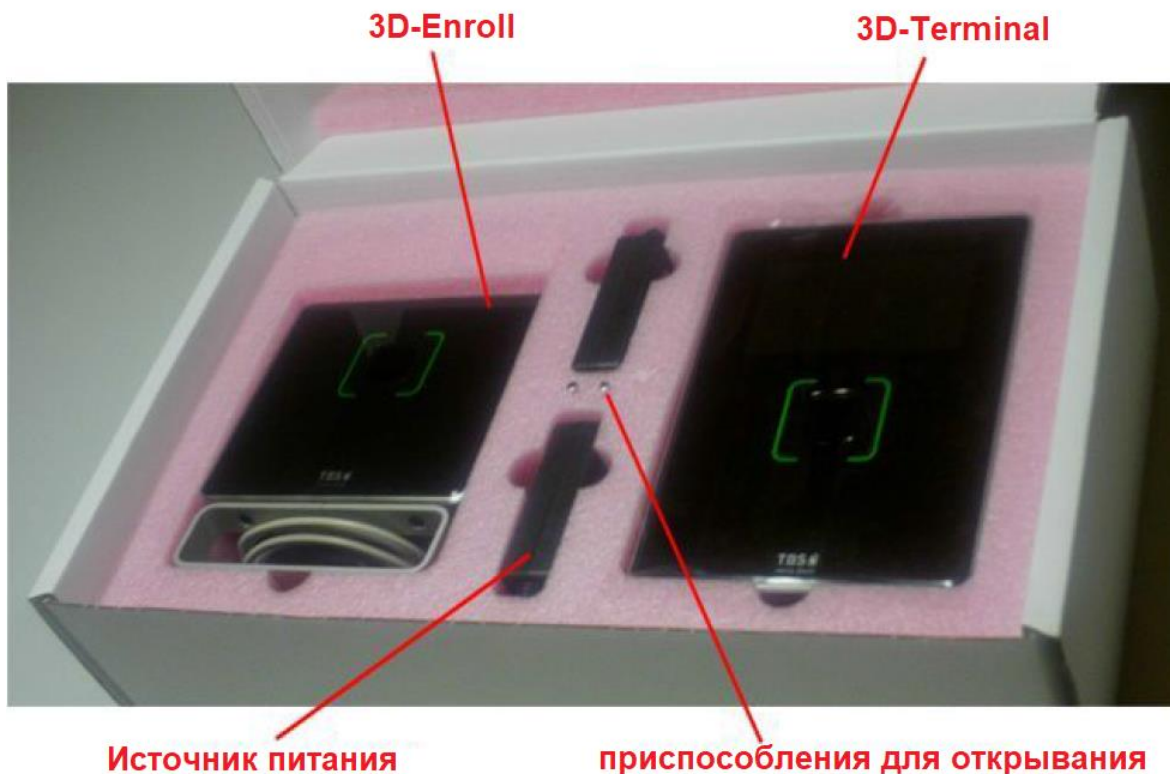 3D-Enroll
3D-Terminal
TBS
TBS
Источник питания
приспособления для открывания